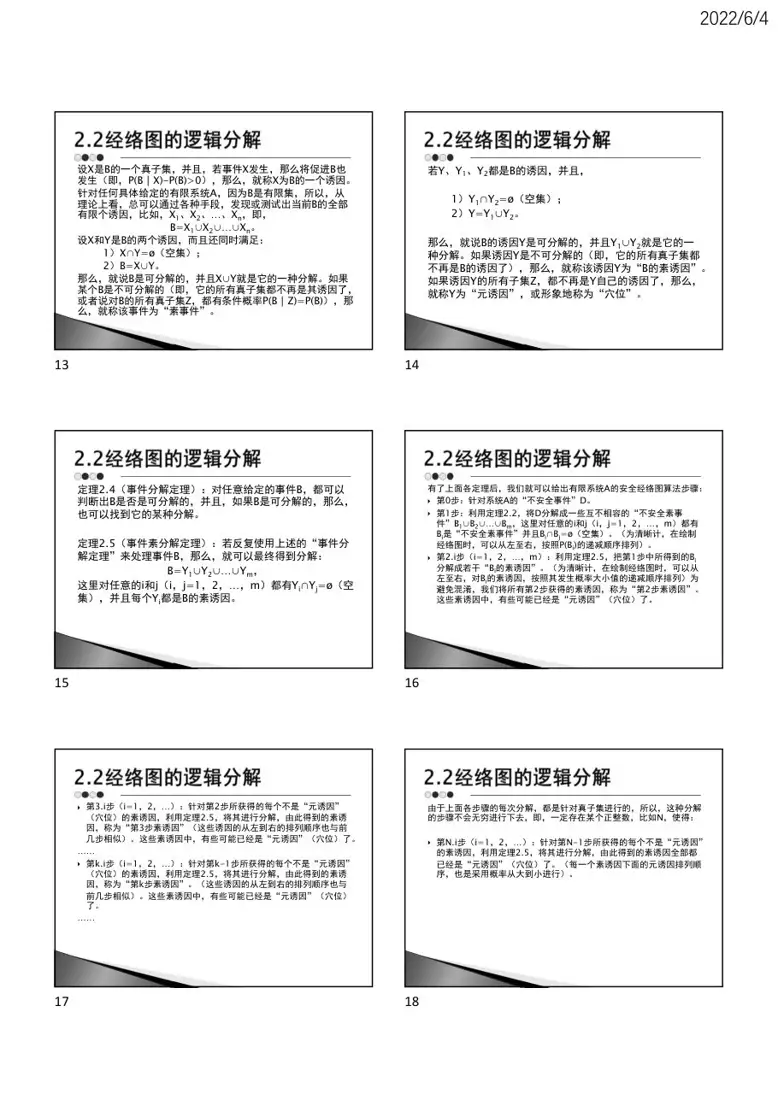 2022/6/4
2.2经络图的逻辑分解
设X是B的一个真子集，并且，若事件X发生，那么将促进B也
发生（即，P(B | X)-P(B)>0），那么，就称X为B的一个诱因。
针对任何具体给定的有限系统A，因为B是有限集，所以，从
理论上看，总可以通过各种手段，发现或测试出当前B的全部
有限个诱因，比如，X₁、X₂、…、Xₙ，即，
B=X₁∪X₂∪…∪Xₙ。
设X和Y是B的两个诱因，而且还同时满足：
1）X∩Y=ø（空集）；
2）B=X∪Y。
那么，就说B是可分解的，并且X∪Y就是它的一种分解。如果
某个B是不可分解的（即，它的所有真子集都不再是其诱因了，
或者说对B的所有真子集Z，都有条件概率P(B | Z)=P(B)），那
么，就称该事件为“素事件”。
13
2.2经络图的逻辑分解
若Y、Y₁、Y₂都是B的诱因，并且，
1）Y₁∩Y₂=ø（空集）；
2）Y=Y₁∪Y₂。
那么，就说B的诱因Y是可分解的，并且Y₁∪Y₂就是它的一
种分解。如果诱因Y是不可分解的（即，它的所有真子集都
不再是B的诱因了），那么，就称该诱因Y为“B的素诱因”。
如果诱因Y的所有子集Z，都不再是Y自己的诱因了，那么，
就称Y为“元诱因”，或形象地称为“穴位”。
14
2.2经络图的逻辑分解
定理2.4（事件分解定理）：对任意给定的事件B，都可以
判断出B是否是可分解的，并且，如果B是可分解的，那么，
也可以找到它的某种分解。
定理2.5（事件素分解定理）：若反复使用上述的“事件分
解定理”来处理事件B，那么，就可以最终得到分解：
B=Y₁∪Y₂∪…∪Yₘ，
这里对任意的i和j（i，j=1，2，…，m）都有Yᵢ∩Yⱼ=ø（空
集），并且每个Yᵢ都是B的素诱因。
15
2.2经络图的逻辑分解
有了上面各定理后，我们就可以给出有限系统A的安全经络图算法步骤：
第0步：针对系统A的“不安全事件”D。
第1步：利用定理2.2，将D分解成一些互不相容的“不安全素事
件”B₁∪B₂∪…∪Bₘ，这里对任意的i和j（i，j=1，2，…，m）都有
Bᵢ是“不安全素事件”并且Bᵢ∩Bⱼ=ø（空集）。（为清晰计，在绘制
经络图时，可以从左至右，按照P(Bᵢ)的递减顺序排列）。
第2.i步（i=1，2，…，m）：利用定理2.5，把第1步中所得到的Bᵢ
分解成若干“Bᵢ的素诱因”。（为清晰计，在绘制经络图时，可以从
左至右，对Bᵢ的素诱因，按照其发生概率大小值的递减顺序排列）为
避免混淆，我们将所有第2步获得的素诱因，称为“第2步素诱因”。
这些素诱因中，有些可能已经是“元诱因”（穴位）了。
16
2.2经络图的逻辑分解
第3.i步（i=1，2，…）：针对第2步所获得的每个不是“元诱因”
（穴位）的素诱因，利用定理2.5，将其进行分解，由此得到的素诱
因，称为“第3步素诱因”（这些诱因的从左到右的排列顺序也与前
几步相似）。这些素诱因中，有些可能已经是“元诱因”（穴位）了。
……
第k.i步（i=1，2，…）：针对第k-1步所获得的每个不是“元诱因”
（穴位）的素诱因，利用定理2.5，将其进行分解，由此得到的素诱
因，称为“第k步素诱因”。（这些诱因的从左到右的排列顺序也与
前几步相似）。这些素诱因中，有些可能已经是“元诱因”（穴位）
了。
……
17
2.2经络图的逻辑分解
由于上面各步骤的每次分解，都是针对真子集进行的，所以，这种分解
的步骤不会无穷进行下去，即，一定存在某个正整数，比如N，使得：
第N.i步（i=1，2，…）：针对第N-1步所获得的每个不是“元诱因”
的素诱因，利用定理2.5，将其进行分解，由此得到的素诱因全部都
已经是“元诱因”（穴位）了。（每一个素诱因下面的元诱因排列顺
序，也是采用概率从大到小进行）。
18